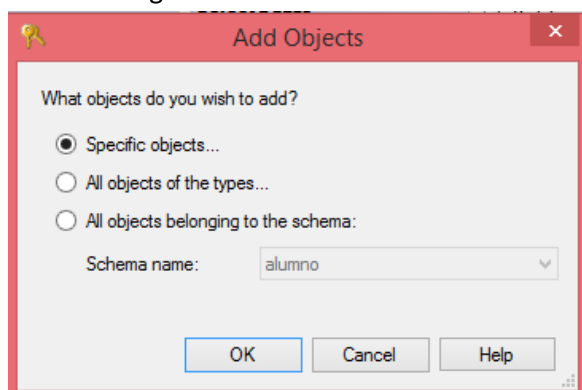 Add Objects
What objects do you wish to add?
Specific objects...
All objects of the types...
All objects belonging to the schema:
Schema name: alumno
OK Cancel Help